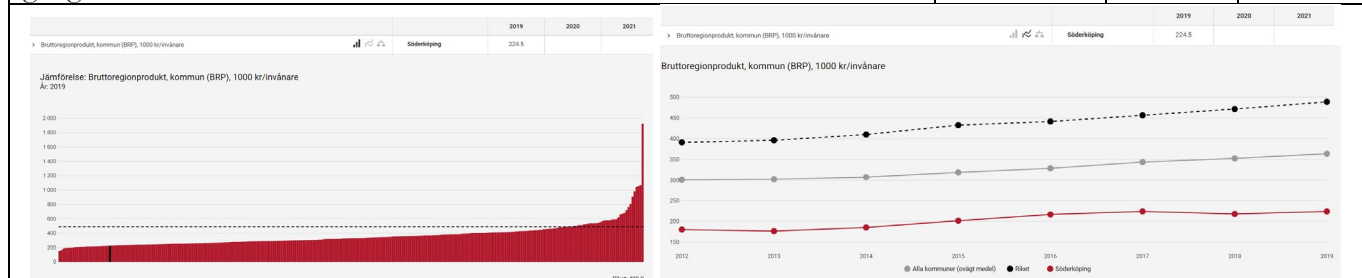 2019 2020 2021
> Bruttoregionprodukt, kommun (BRP), 1000 kr/invånare Söderköping 224.5
Jämförelse: Bruttoregionprodukt, kommun (BRP), 1000 kr/invånare
År: 2019
2 000
1 800
1 600
1 400
1 200
1 000
800
600
400
200
0
2019 2020 2021
> Bruttoregionprodukt, kommun (BRP), 1000 kr/invånare Söderköping 224.5
Bruttoregionprodukt, kommun (BRP), 1000 kr/invånare
500
450
400
350
300
250
200
150
2012 2013 2014 2015 2016 2017 2018 2019
Alla kommuner (ovägt medel) Riket Söderköping